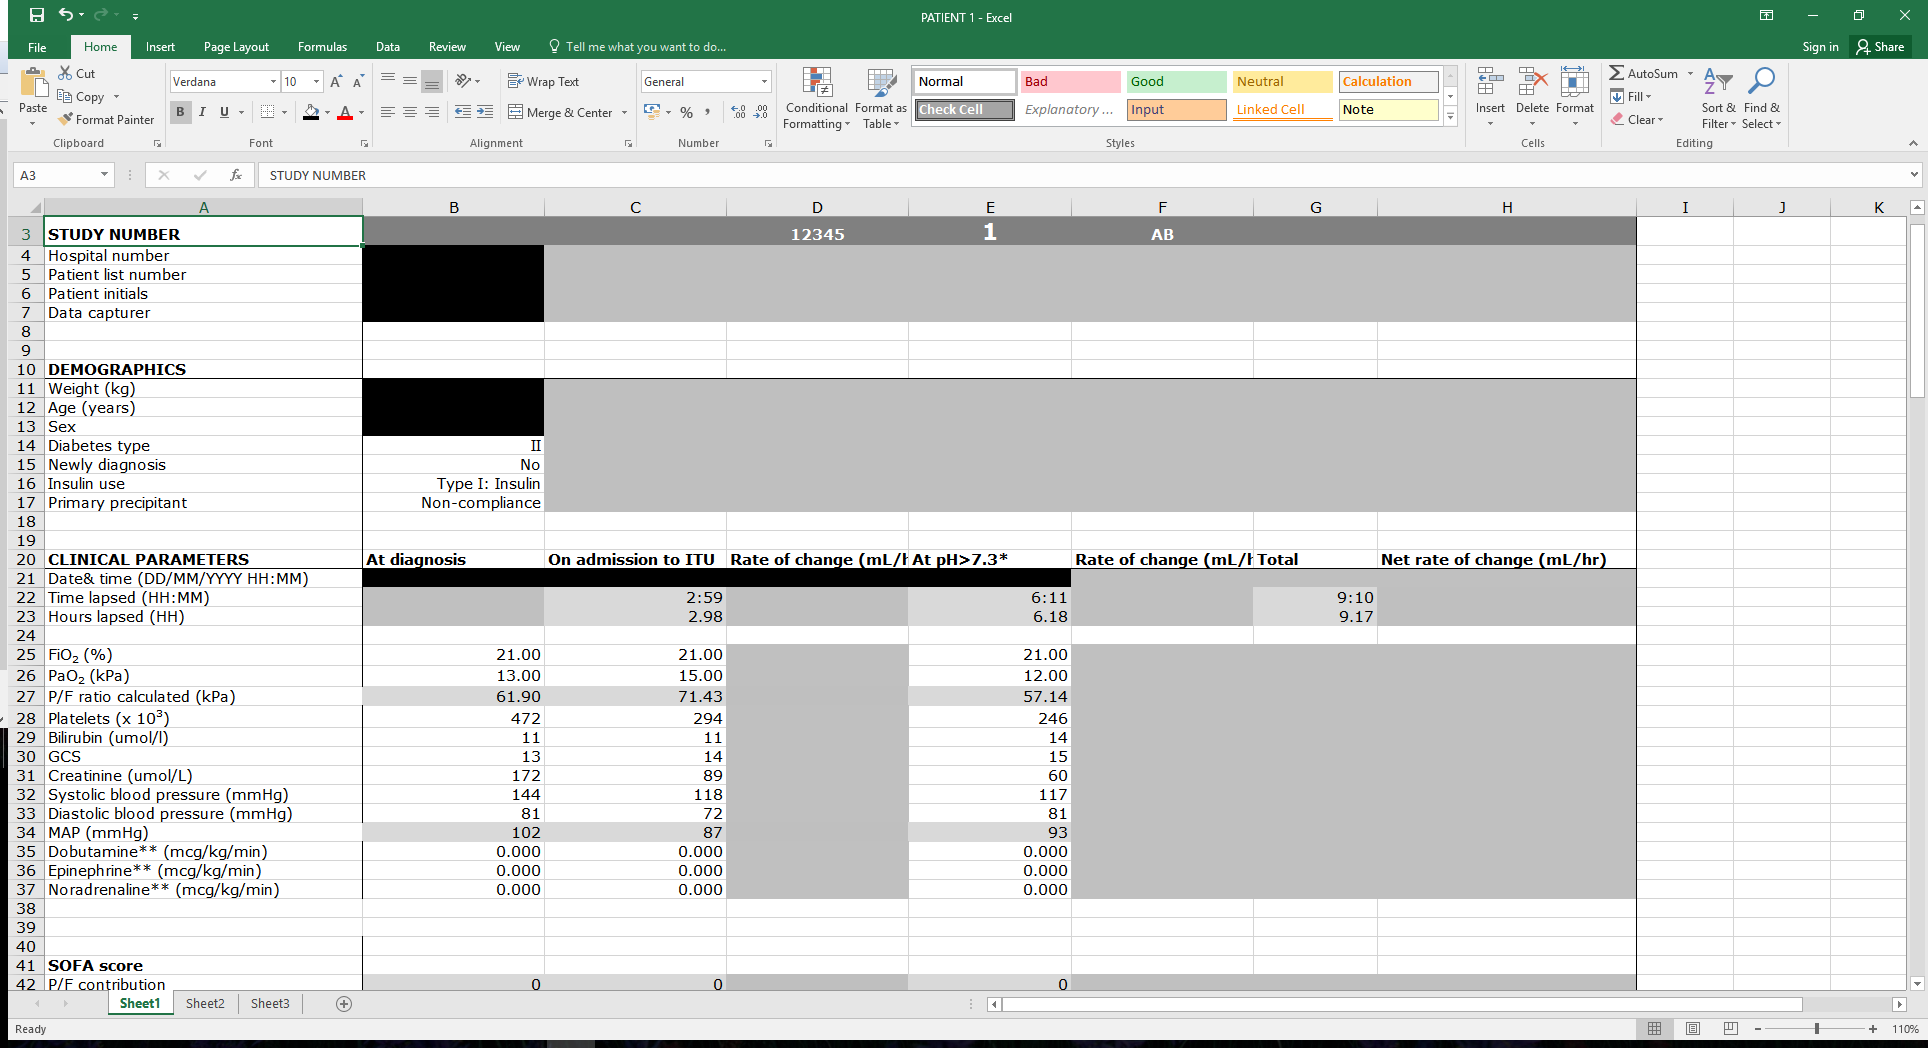 PATIENT 1 - Excel
File Home Insert Page Layout Formulas Data Review View Tell me what you want to do... Sign in Share
Cut
Copy
Format Painter
Paste
Clipboard
Verdana 10
B I U
Font
Wrap Text
Merge & Center
Alignment
General
Number
Conditional Formatting
Format as Table
Normal Bad Good Neutral Calculation
Check Cell Explanatory ... Input Linked Cell Note
Styles
Insert Delete Format
Cells
AutoSum
Fill
Clear
Sort & Filter
Find & Select
Editing
A3 fx STUDY NUMBER
A B C D E F G H I J K
3 STUDY NUMBER 12345 1 AB
4 Hospital number
5 Patient list number
6 Patient initials
7 Data capturer
8
9
10 DEMOGRAPHICS
11 Weight (kg)
12 Age (years)
13 Sex
14 Diabetes type II
15 Newly diagnosis No
16 Insulin use Type I: Insulin
17 Primary precipitant Non-compliance
18
19
20 CLINICAL PARAMETERS At diagnosis On admission to ITU Rate of change (mL/h At pH>7.3* Rate of change (mL/h Total Net rate of change (mL/hr)
21 Date& time (DD/MM/YYYY HH:MM)
22 Time lapsed (HH:MM) 2:59 6:11 9:10
23 Hours lapsed (HH) 2.98 6.18 9.17
24
25 FiO₂ (%) 21.00 21.00 21.00
26 PaO₂ (kPa) 13.00 15.00 12.00
27 P/F ratio calculated (kPa) 61.90 71.43 57.14
28 Platelets (x 10³) 472 294 246
29 Bilirubin (umol/l) 11 11 14
30 GCS 13 14 15
31 Creatinine (umol/L) 172 89 60
32 Systolic blood pressure (mmHg) 144 118 117
33 Diastolic blood pressure (mmHg) 81 72 81
34 MAP (mmHg) 102 87 93
35 Dobutamine** (mcg/kg/min) 0.000 0.000 0.000
36 Epinephrine** (mcg/kg/min) 0.000 0.000 0.000
37 Noradrenaline** (mcg/kg/min) 0.000 0.000 0.000
38
39
40
41 SOFA score
42 P/F contribution 0 0 0
Sheet1 Sheet2 Sheet3
Ready 110%